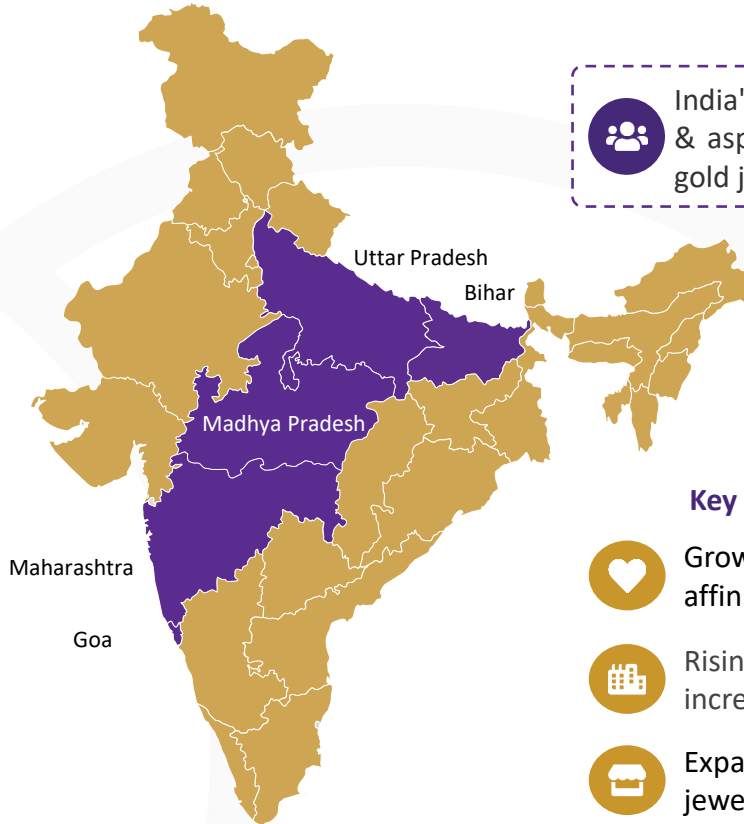 India'
& asp
gold j
Uttar Pradesh
Bihar
Madhya Pradesh
Maharashtra
Goa
Key
Grow
affin
Risin
incre
Expa
jewe